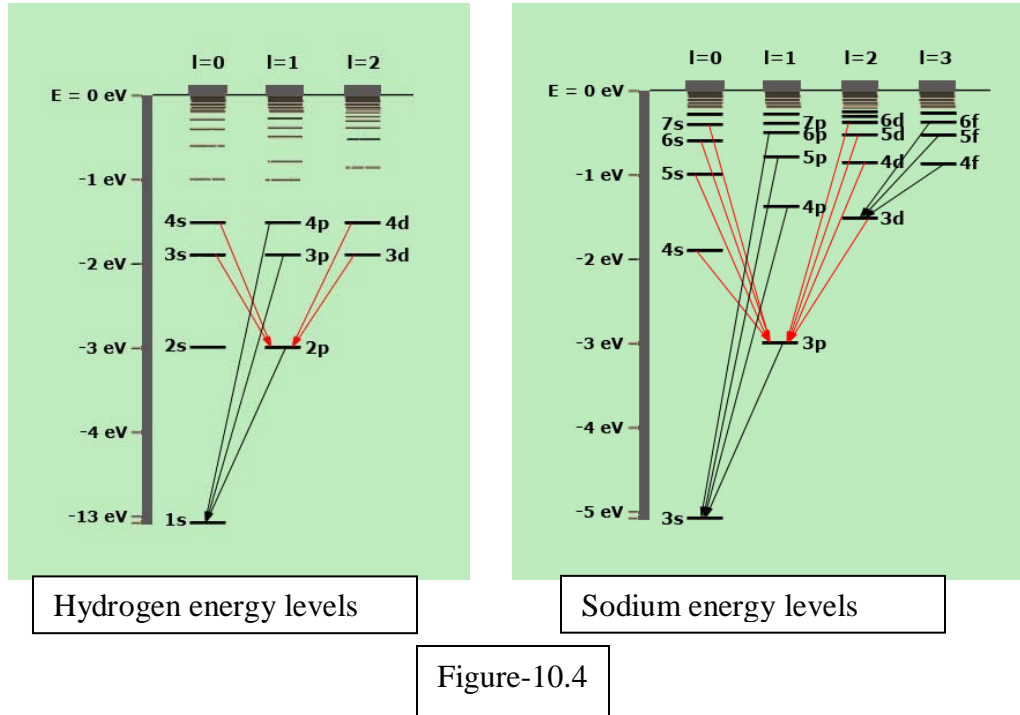 l=0 l=1 l=2
E = 0 eV
-1 eV
4s 4p 4d
3s 3p 3d
-2 eV
2s -3 eV 2p
-4 eV
-13 eV 1s
Hydrogen energy levels
l=0 l=1 l=2 l=3
E = 0 eV
7s 7p 6d 6f
6s 6p 5d 5f
5s 5p 4d 4f
-1 eV
4p 3d
4s
-2 eV
-3 eV 3p
-4 eV
-5 eV 3s
Sodium energy levels
Figure-10.4